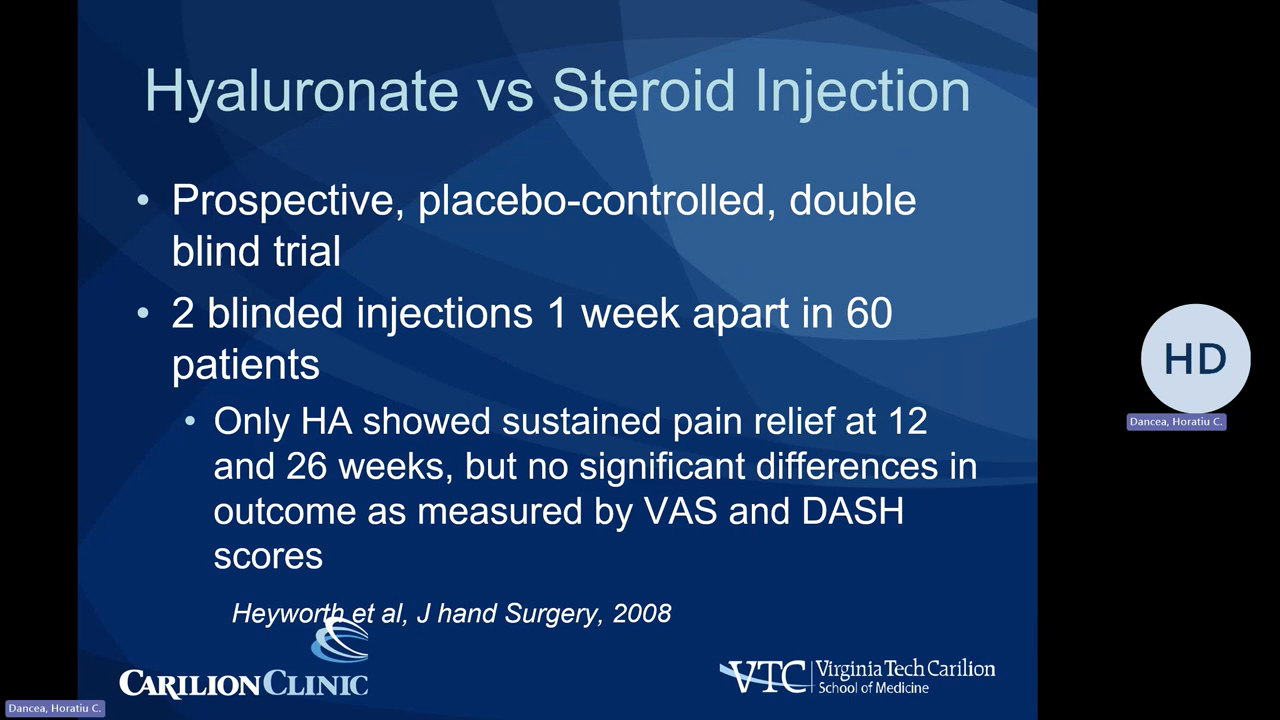 Hyaluronate vs Steroid Injection
• Prospective, placebo-controlled, double
blind trial
• 2 blinded injections 1 week apart in 60
patients
• Only HA showed sustained pain relief at 12
and 26 weeks, but no significant differences in
outcome as measured by VAS and DASH
scores
Heyworth et al, J hand Surgery, 2008
CARILION CLINIC
VTC Virginia Tech Carilion
School of Medicine
HD
Dancea, Horatiu C.
Dancea, Horatiu C.